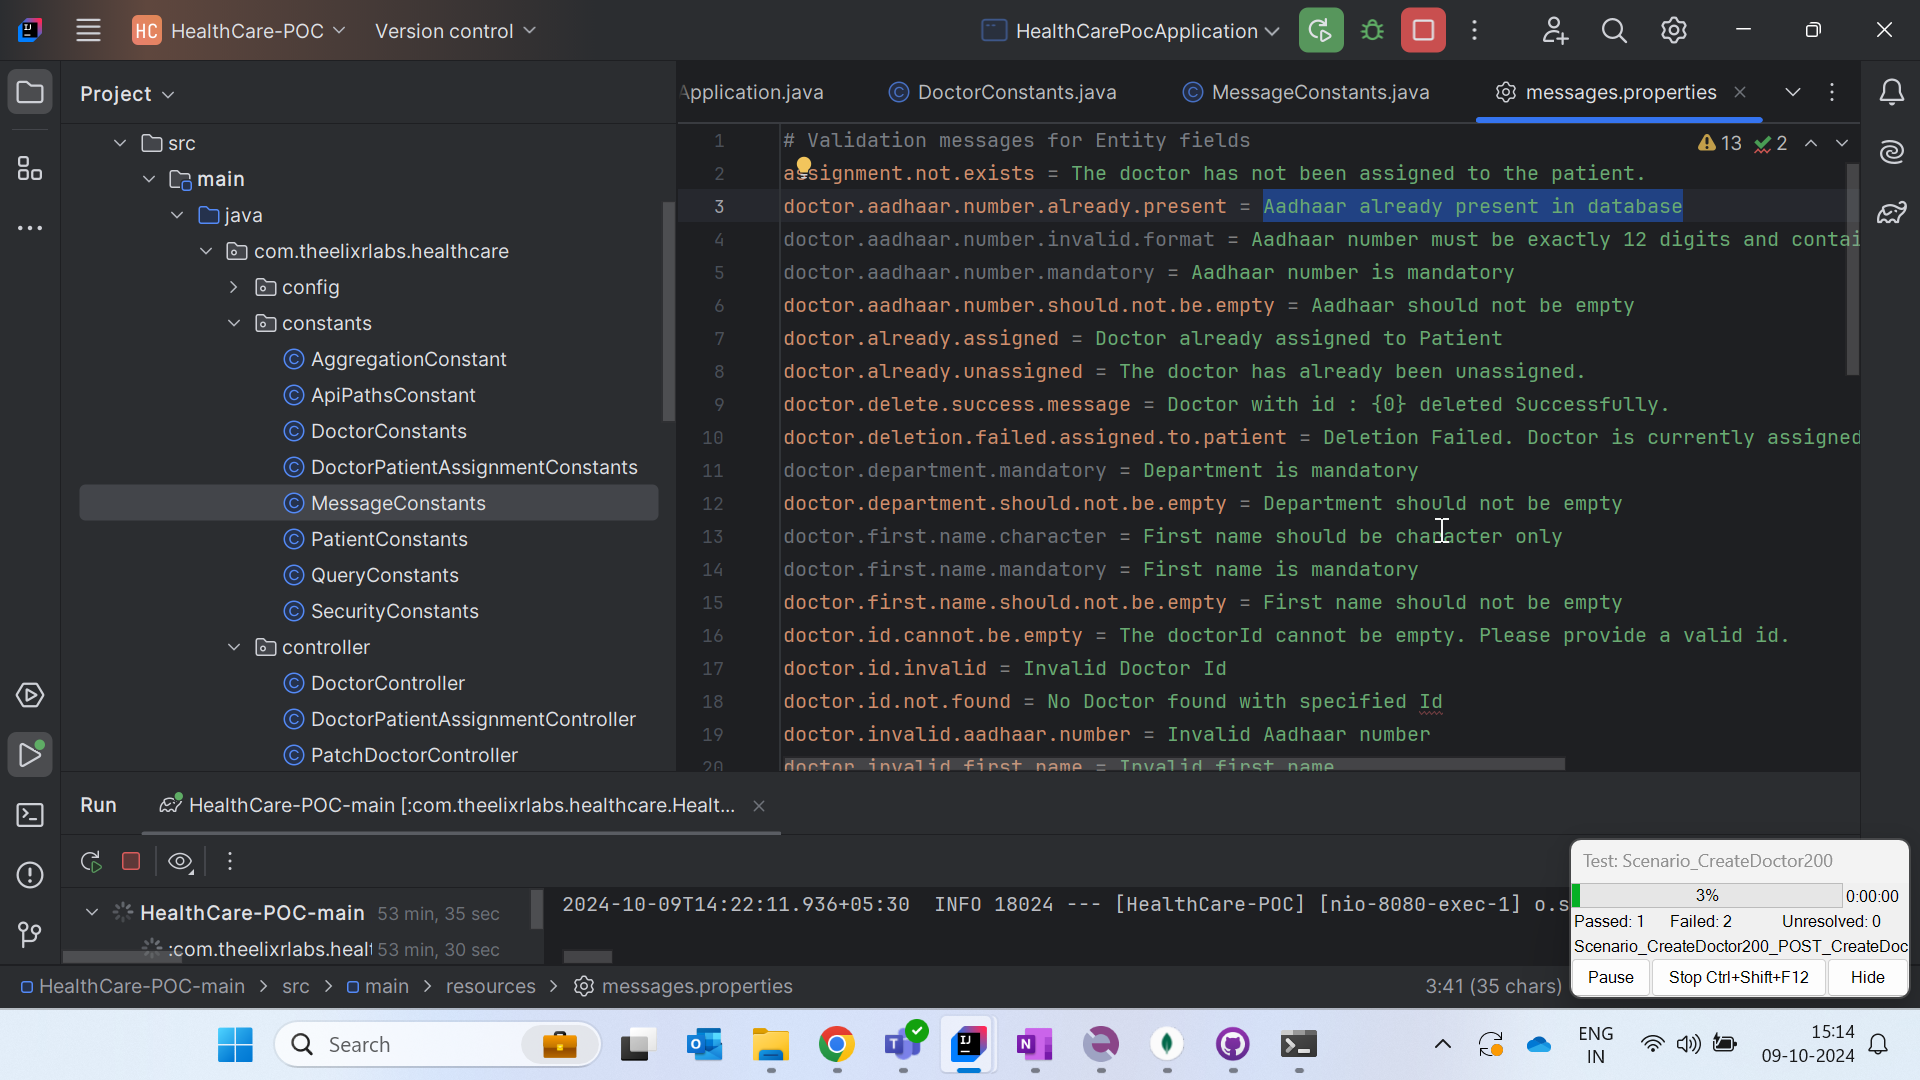 HC HealthCare-POC Version control HealthCarePocApplication
Project
src
main
java
com.theelixrlabs.healthcare
config
constants
AggregationConstant
ApiPathsConstant
DoctorConstants
DoctorPatientAssignmentConstants
MessageConstants
PatientConstants
QueryConstants
SecurityConstants
controller
DoctorController
DoctorPatientAssignmentController
PatchDoctorController
Application.java DoctorConstants.java MessageConstants.java messages.properties
13 2
1 # Validation messages for Entity fields
2 assignment.not.exists = The doctor has not been assigned to the patient.
3 doctor.aadhaar.number.already.present = Aadhaar already present in database
4 doctor.aadhaar.number.invalid.format = Aadhaar number must be exactly 12 digits and contai
5 doctor.aadhaar.number.mandatory = Aadhaar number is mandatory
6 doctor.aadhaar.number.should.not.be.empty = Aadhaar should not be empty
7 doctor.already.assigned = Doctor already assigned to Patient
8 doctor.already.unassigned = The doctor has already been unassigned.
9 doctor.delete.success.message = Doctor with id : {0} deleted Successfully.
10 doctor.deletion.failed.assigned.to.patient = Deletion Failed. Doctor is currently assigned
11 doctor.department.mandatory = Department is mandatory
12 doctor.department.should.not.be.empty = Department should not be empty
13 doctor.first.name.character = First name should be character only
14 doctor.first.name.mandatory = First name is mandatory
15 doctor.first.name.should.not.be.empty = First name should not be empty
16 doctor.id.cannot.be.empty = The doctorId cannot be empty. Please provide a valid id.
17 doctor.id.invalid = Invalid Doctor Id
18 doctor.id.not.found = No Doctor found with specified Id
19 doctor.invalid.aadhaar.number = Invalid Aadhaar number
20 doctor.invalid.first.name = Invalid first name
Run HealthCare-POC-main [:com.theelixrlabs.healthcare.Healt...
HealthCare-POC-main 53 min, 35 sec
:com.theelixrlabs.healt 53 min, 30 sec
2024-10-09T14:22:11.936+05:30 INFO 18024 --- [HealthCare-POC] [nio-8080-exec-1] o.s
Test: Scenario_CreateDoctor200
3% 0:00:00
Passed: 1 Failed: 2 Unresolved: 0
Scenario_CreateDoctor200_POST_CreateDoc
Pause Stop Ctrl+Shift+F12 Hide
HealthCare-POC-main > src > main > resources > messages.properties
3:41 (35 chars)
Search
ENG
IN
15:14
09-10-2024